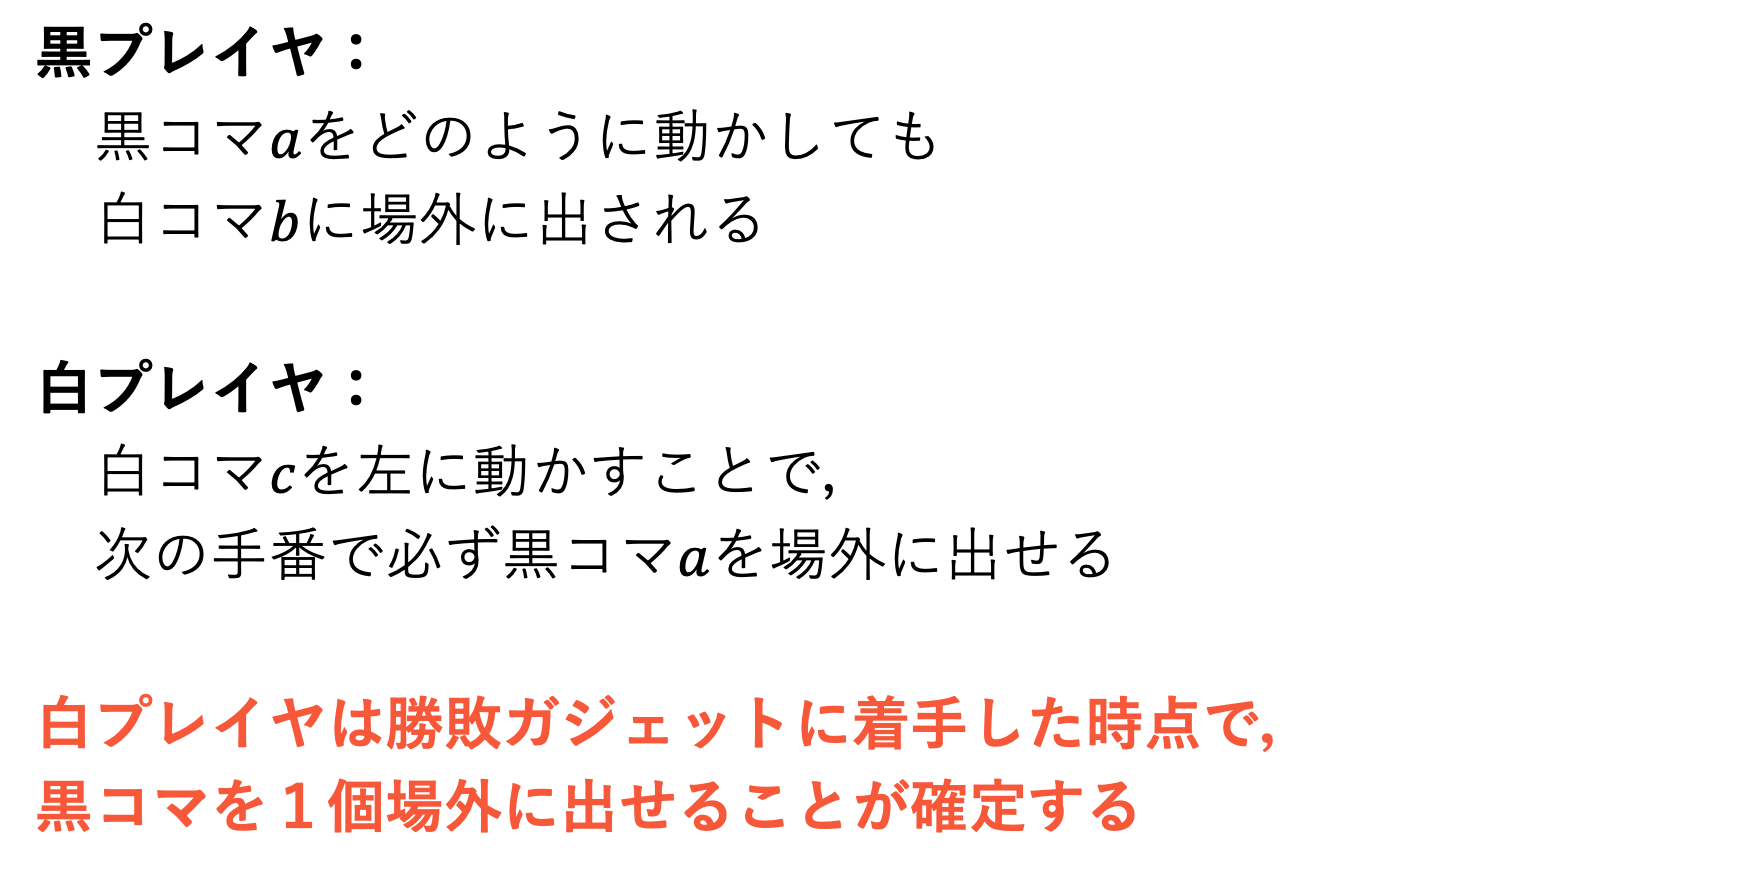 黒プレイヤ：
黒コマaをどのように動かしても
白コマbに場外に出される
白プレイヤ：
白コマcを左に動かすことで,
次の手番で必ず黒コマaを場外に出せる
白プレイヤは勝敗ガジェットに着手した時点で,
黒コマを1個場外に出せることが確定する